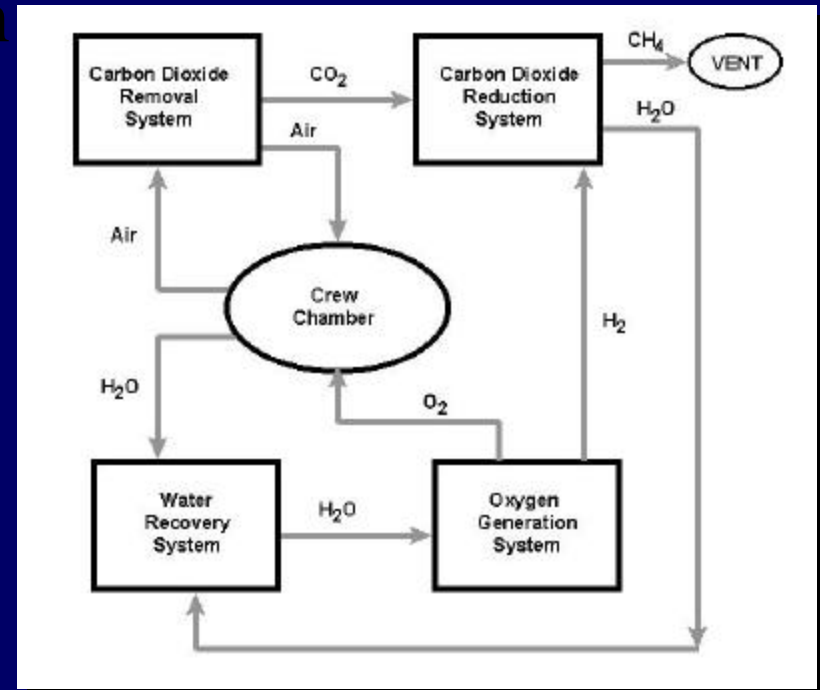 Carbon Dioxide
Removal
System
CO2
Carbon Dioxide
Reduction
System
CH4
VENT
H2O
Air
Air
Crew
Chamber
H2
H2O
O2
Water
Recovery
System
H2O
Oxygen
Generation
System